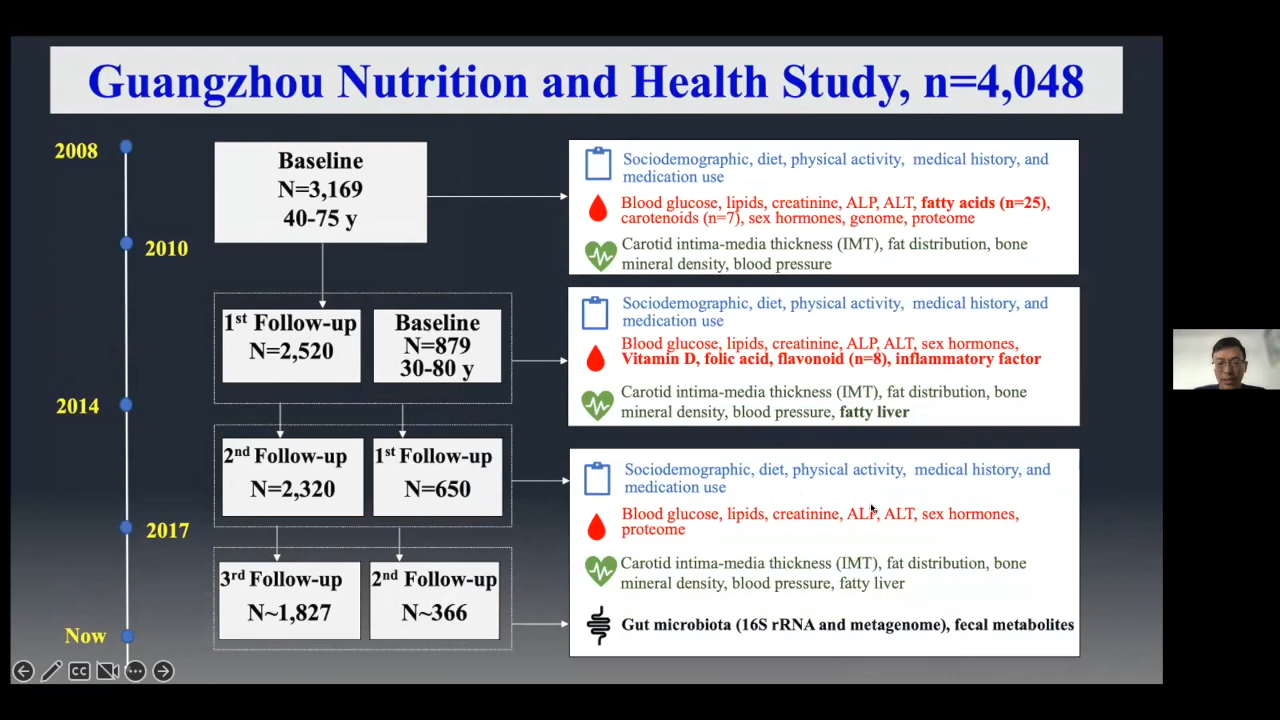 Guangzhou Nutrition and Health Study, n=4,048
2008
2010
2014
2017
Now
Baseline
N=3,169
40-75 y
Sociodemographic, diet, physical activity, medical history, and
medication use
Blood glucose, lipids, creatinine, ALP, ALT, fatty acids (n=25),
carotenoids (n=7), sex hormones, genome, proteome
Carotid intima-media thickness (IMT), fat distribution, bone
mineral density, blood pressure
1st Follow-up
N=2,520
Baseline
N=879
30-80 y
Sociodemographic, diet, physical activity, medical history, and
medication use
Blood glucose, lipids, creatinine, ALP, ALT, sex hormones,
Vitamin D, folic acid, flavonoid (n=8), inflammatory factor
Carotid intima-media thickness (IMT), fat distribution, bone
mineral density, blood pressure, fatty liver
2nd Follow-up
N=2,320
1st Follow-up
N=650
Sociodemographic, diet, physical activity, medical history, and
medication use
Blood glucose, lipids, creatinine, ALP, ALT, sex hormones,
proteome
Carotid intima-media thickness (IMT), fat distribution, bone
mineral density, blood pressure, fatty liver
3rd Follow-up
N~1,827
2nd Follow-up
N~366
Gut microbiota (16S rRNA and metagenome), fecal metabolites
CC